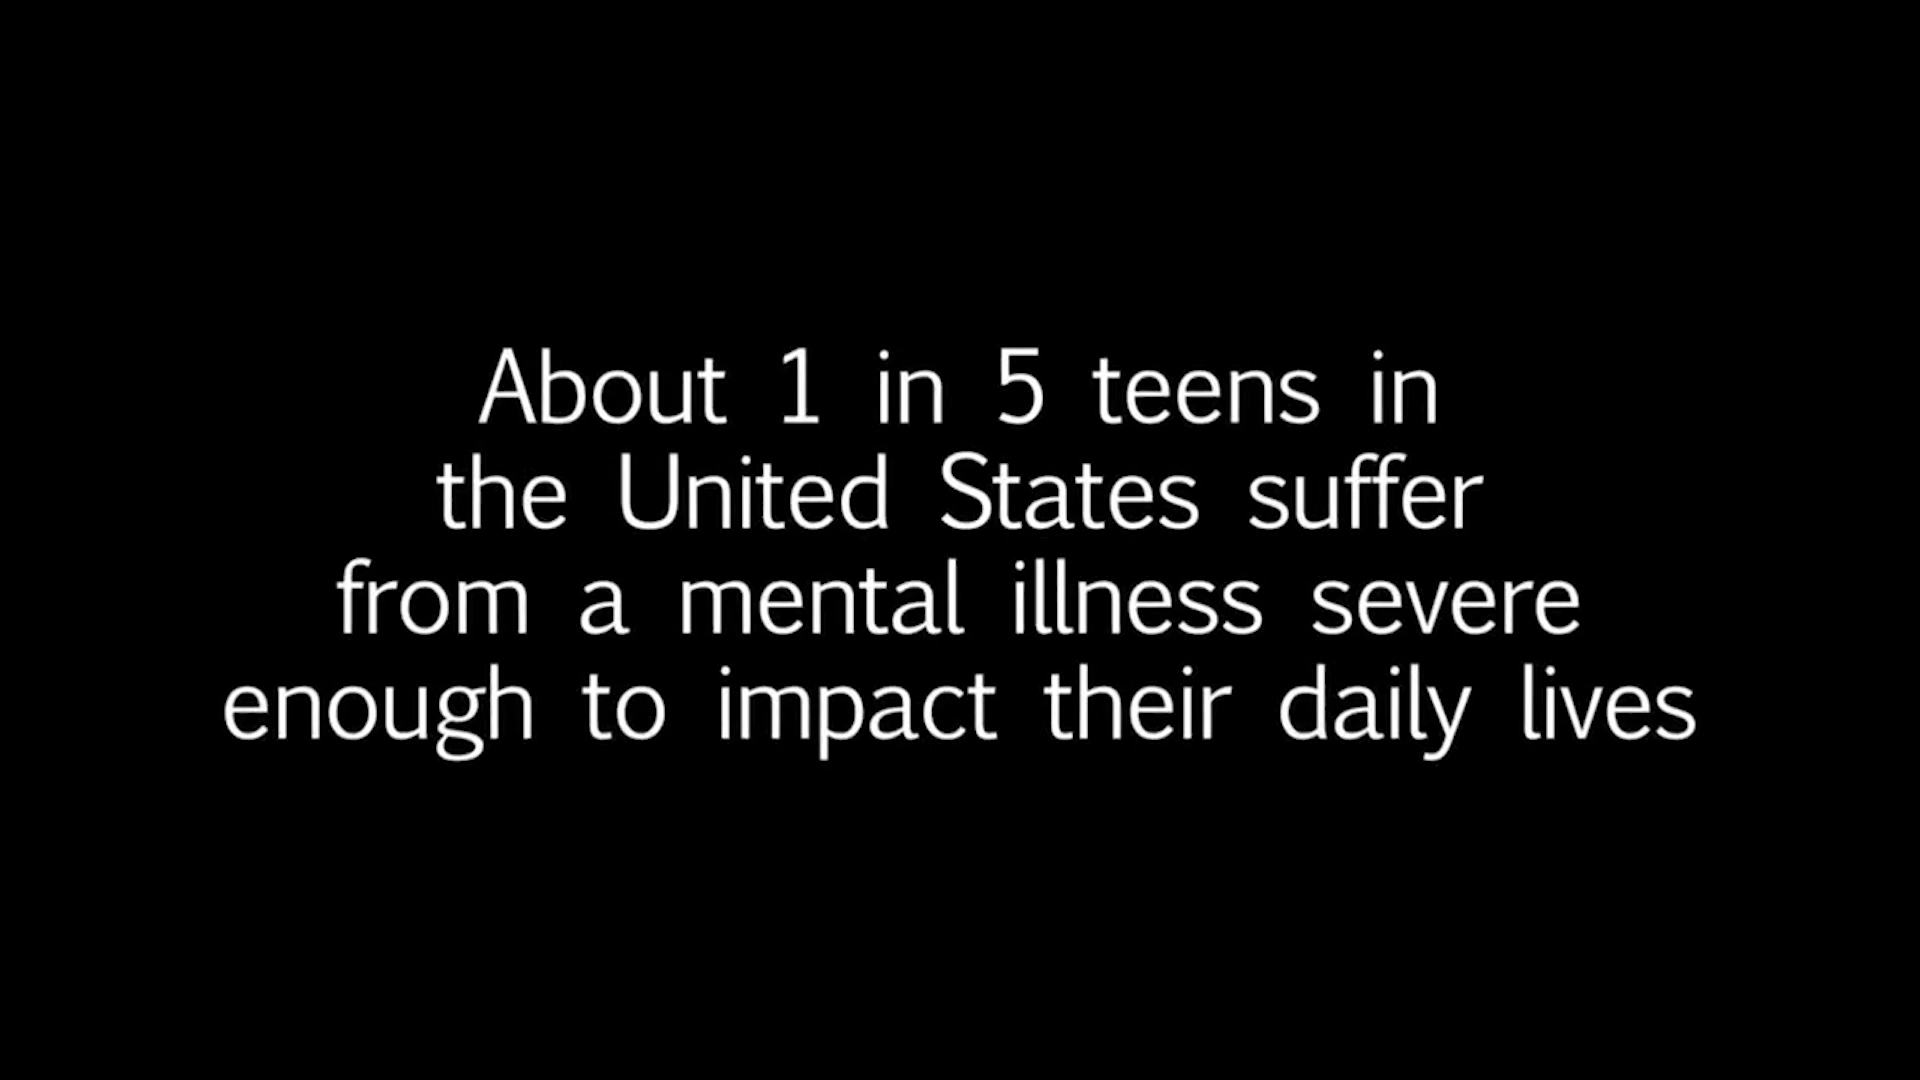 About 1 in 5 teens in
the United States suffer
from a mental illness severe
enough to impact their daily lives